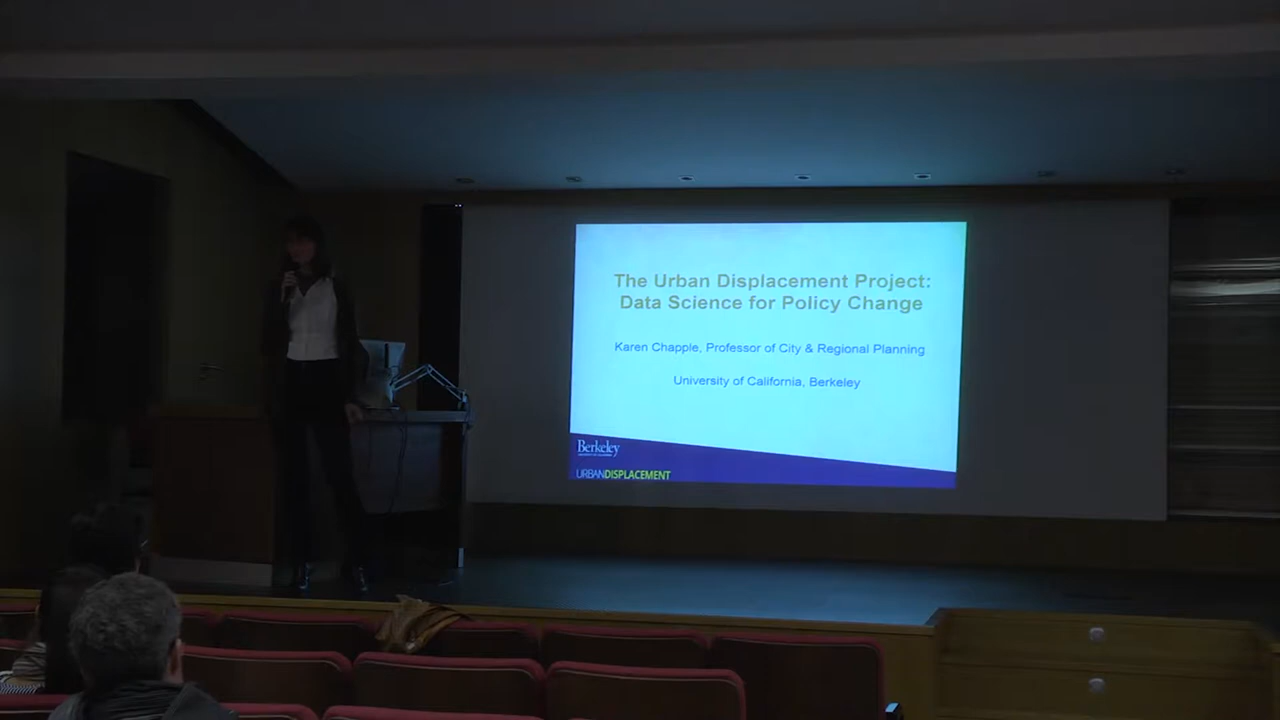 The Urban Displacement Project:
Data Science for Policy Change
Karen Chapple, Professor of City & Regional Planning
University of California, Berkeley
Berkeley
URBANDISPLACEMENT